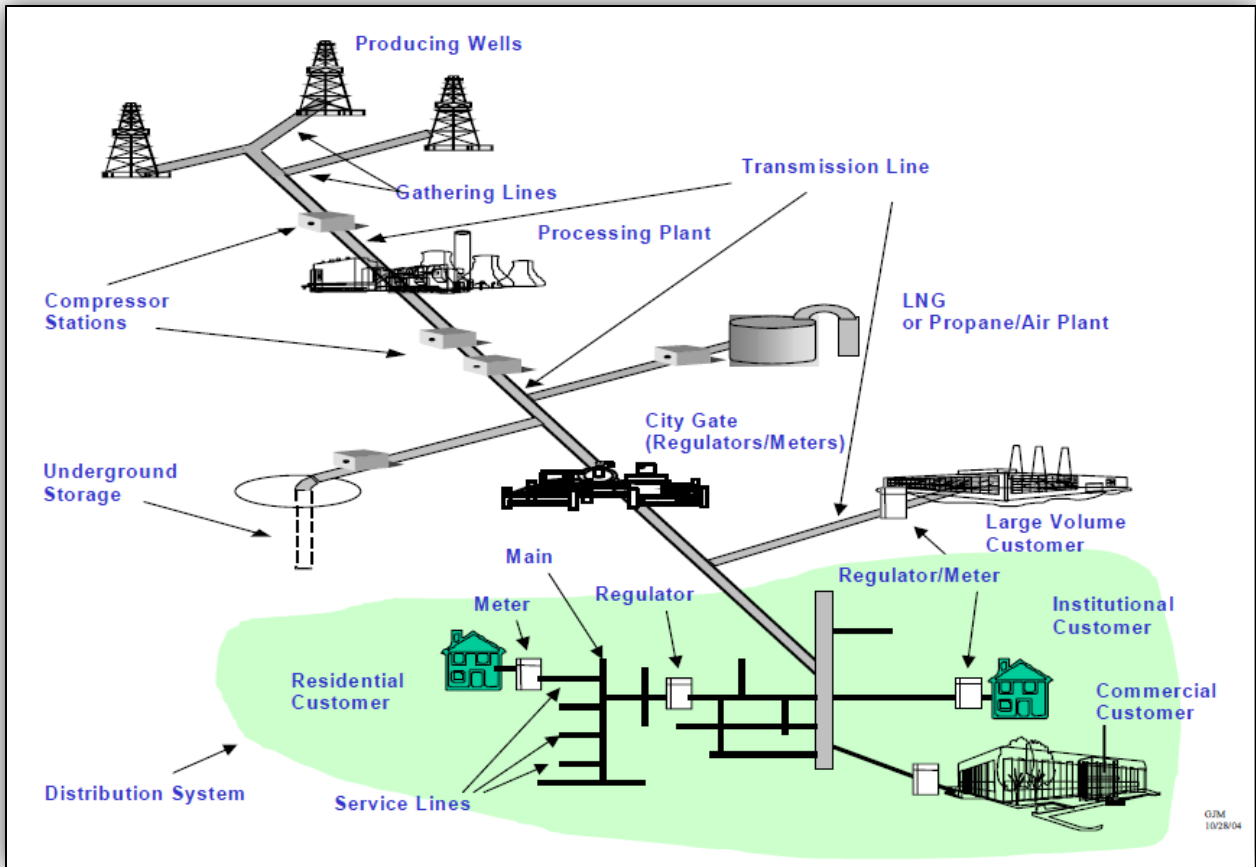 Producing Wells
Transmission Line
Gathering Lines
Processing Plant
Compressor
Stations
LNG
or Propane/Air Plant
City Gate
(Regulators/Meters)
Underground
Storage
Large Volume
Customer
Main
Regulator/Meter
Regulator
Meter
Institutional
Customer
Residential
Customer
Commercial
Customer
Distribution System
Service Lines
GJM
10/28/04